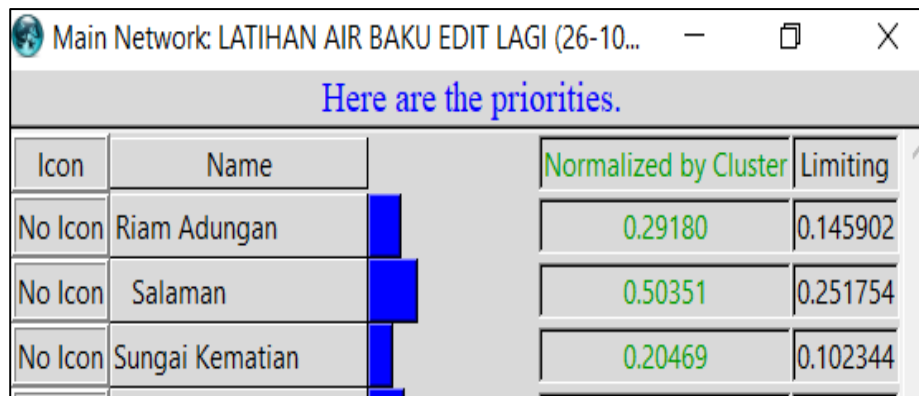 Main Network: LATIHAN AIR BAKU EDIT LAGI (26-10...
Here are the priorities.
Icon Name Normalized by Cluster Limiting
No Icon Riam Adungan 0.29180 0.145902
No Icon Salaman 0.50351 0.251754
No Icon Sungai Kematian 0.20469 0.102344